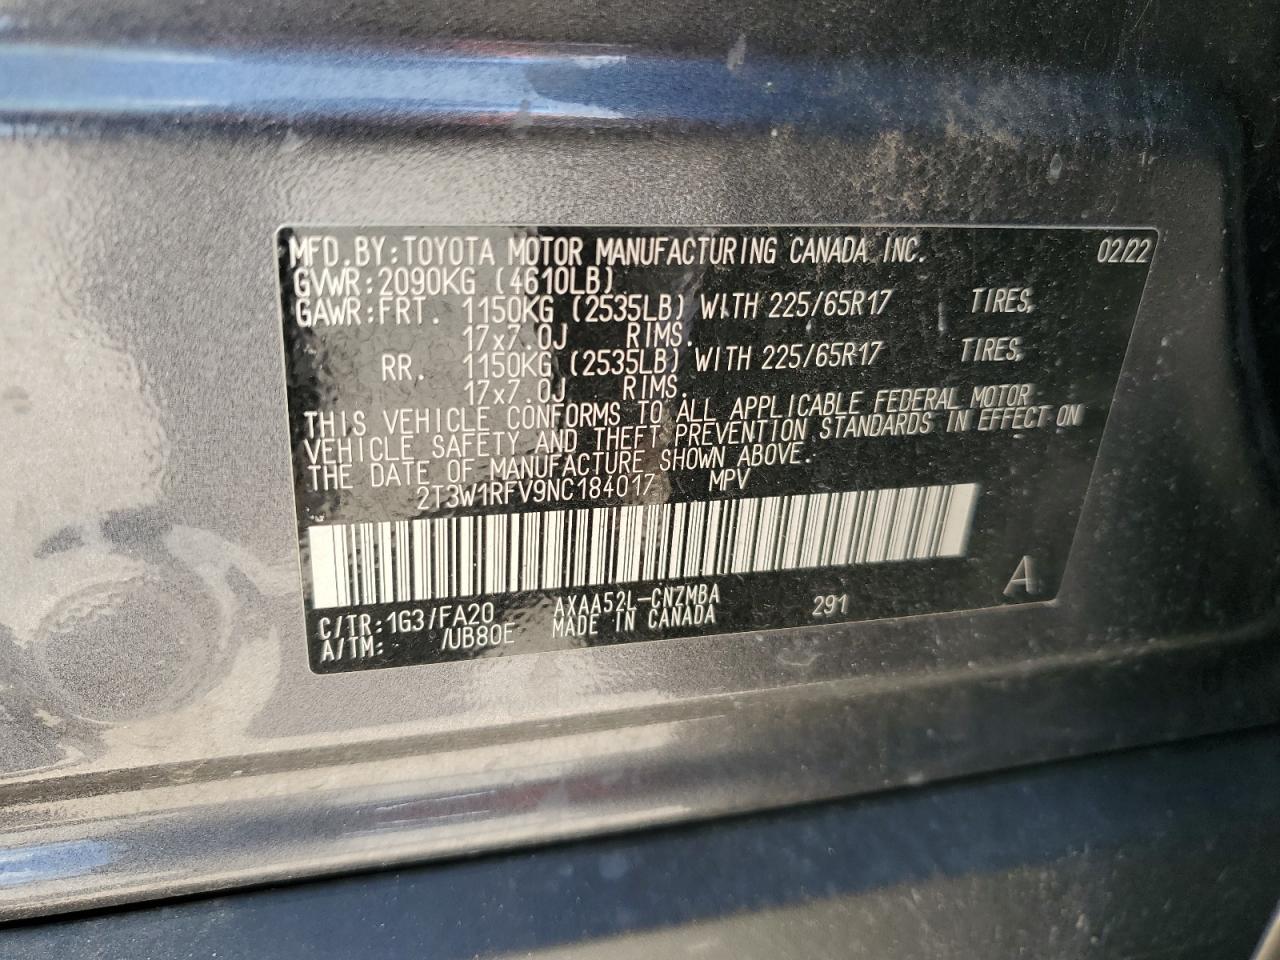 MFD.BY:TOYOTA MOTOR MANUFACTURING CANADA INC. 02/22
GVWR:2090KG (4610LB)
GAWR:FRT. 1150KG (2535LB) WITH 225/65R17 TIRES,
17x7.0J RIMS.
RR. 1150KG (2535LB) WITH 225/65R17 TIRES,
17x7.0J RIMS.
THIS VEHICLE CONFORMS TO ALL APPLICABLE FEDERAL MOTOR
VEHICLE SAFETY AND THEFT PREVENTION STANDARDS IN EFFECT ON
THE DATE OF MANUFACTURE SHOWN ABOVE.
2T3W1RFV9NC184017 MPV
C/TR:1G3/FA20 AXAA52L-CNZMBA 291 A
A/TM: /UB80E MADE IN CANADA